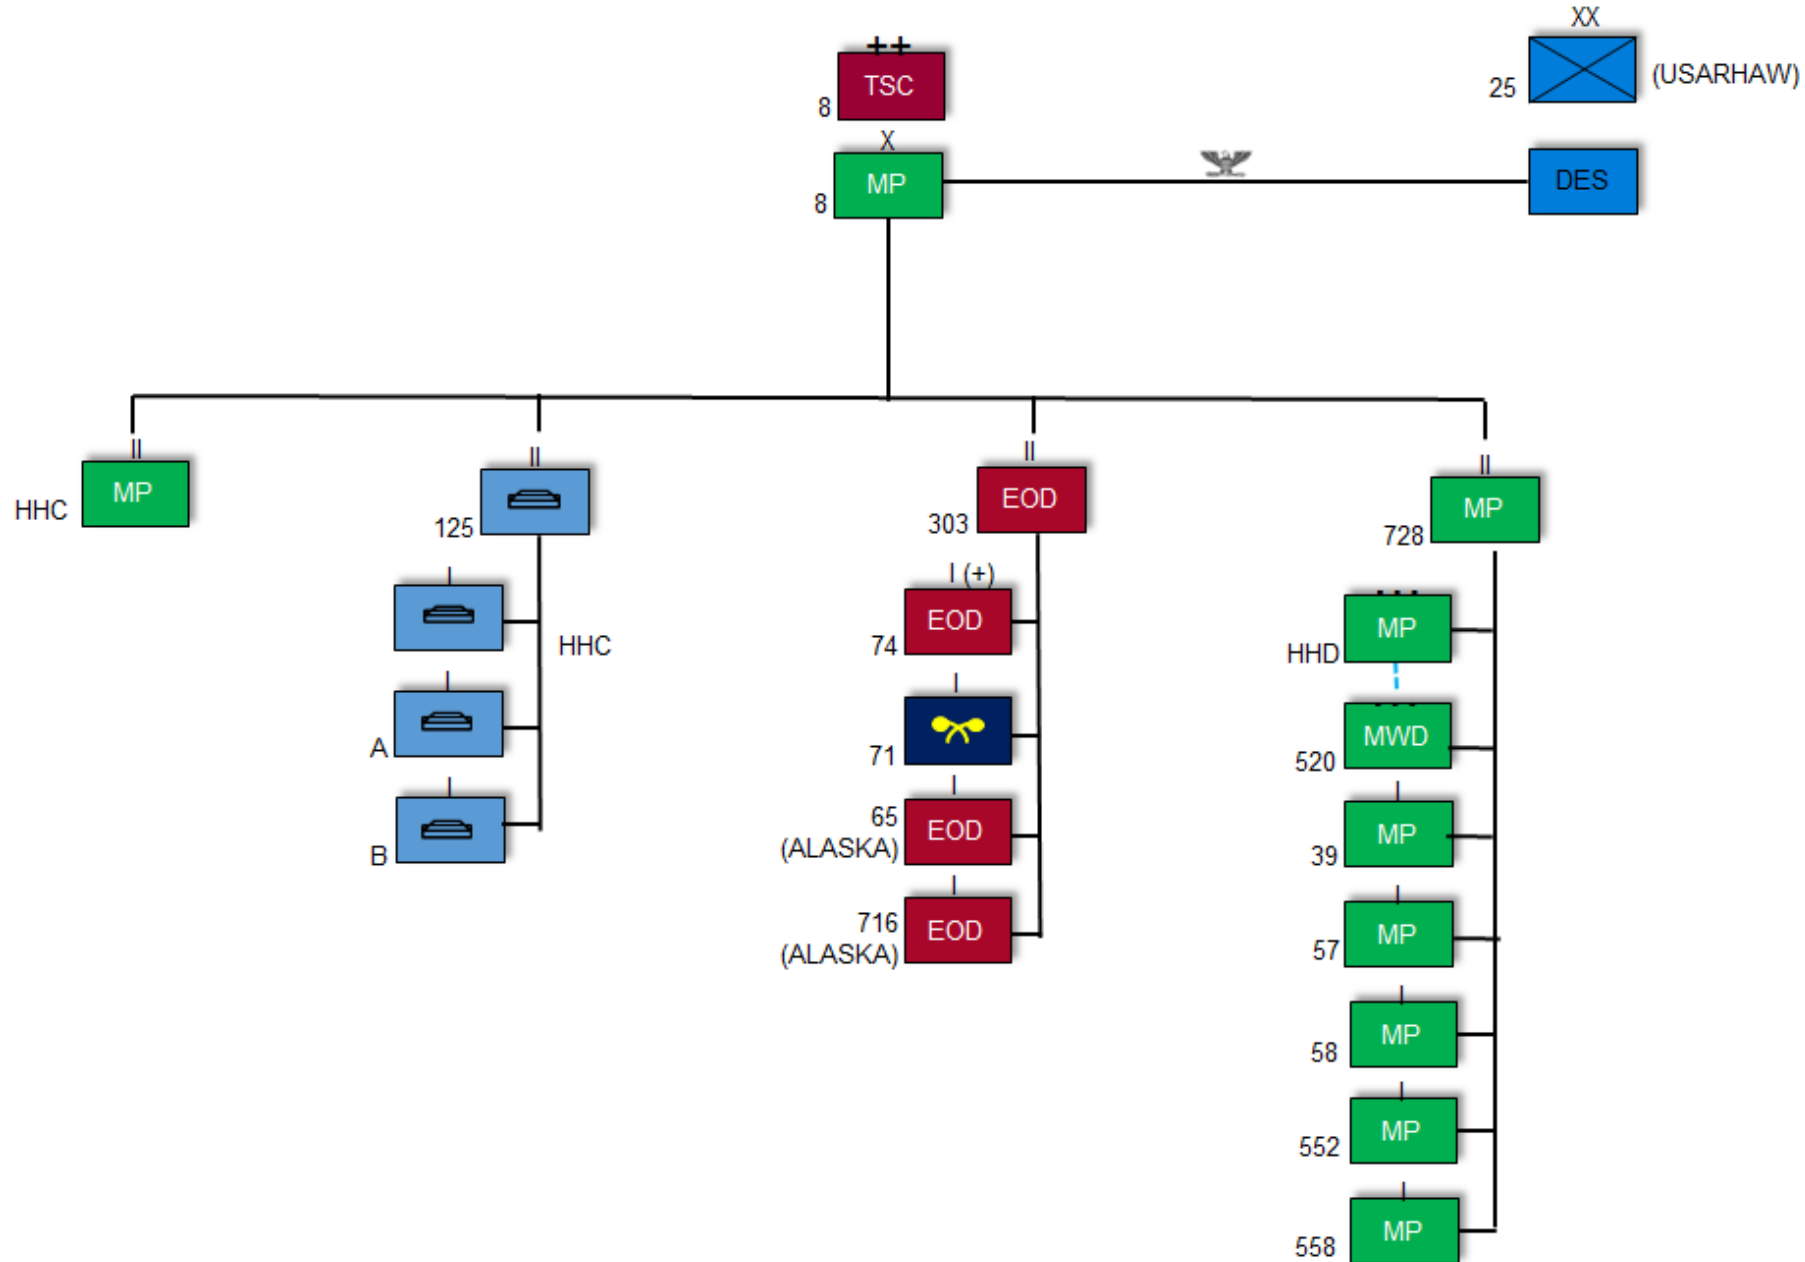 ++
TSC
8
XX
25
(USARHAW)
X
MP
8
DES
II
MP
HHC
II
125
I
HHC
I
A
I
B
II
EOD
303
I (+)
EOD
74
I
71
I
EOD
65
(ALASKA)
I
EOD
716
(ALASKA)
II
MP
728
...
MP
HHD
...
MWD
520
I
MP
39
I
MP
57
I
MP
58
I
MP
552
I
MP
558